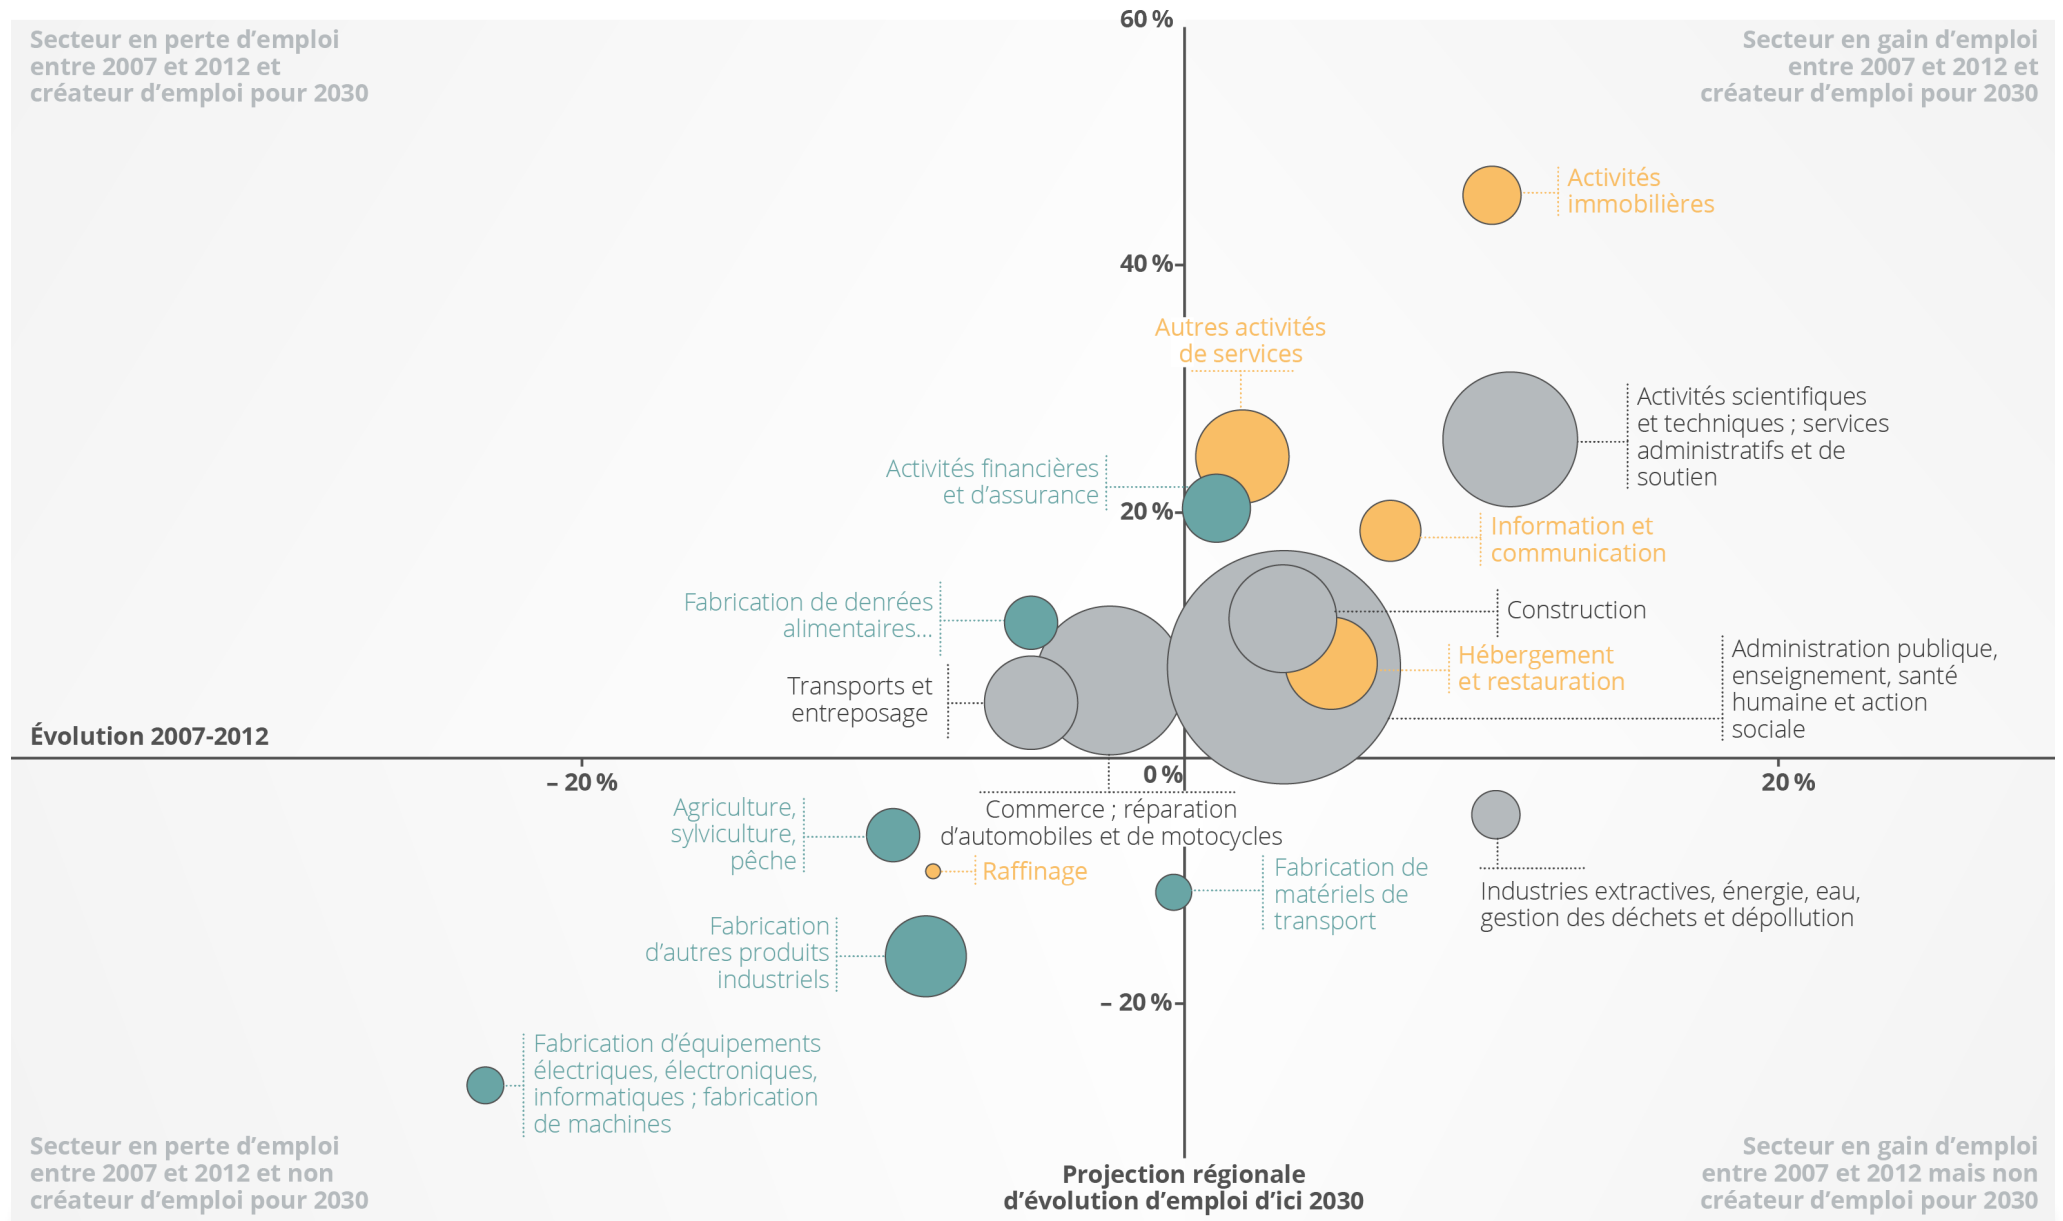 60 %
Secteur en perte d’emploi
entre 2007 et 2012 et
créateur d’emploi pour 2030
Secteur en gain d’emploi
entre 2007 et 2012 et
créateur d’emploi pour 2030
Activités
immobilières
40 %
Autres activités
de services
Activités scientifiques
et techniques ; services
administratifs et de
soutien
Activités financières
et d’assurance
20 %
Information et
communication
Fabrication de denrées
alimentaires...
Construction
Hébergement
et restauration
Administration publique,
enseignement, santé
humaine et action
sociale
Transports et
entreposage
Évolution 2007-2012
– 20 %
0 %
20 %
Agriculture,
sylviculture,
pêche
Commerce ; réparation
d’automobiles et de motocycles
Raffinage
Fabrication de
matériels de
transport
Industries extractives, énergie, eau,
gestion des déchets et dépollution
Fabrication
d’autres produits
industriels
– 20 %
Fabrication d’équipements
électriques, électroniques,
informatiques ; fabrication
de machines
Secteur en perte d’emploi
entre 2007 et 2012 et non
créateur d’emploi pour 2030
Projection régionale
d’évolution d’emploi d’ici 2030
Secteur en gain d’emploi
entre 2007 et 2012 mais non
créateur d’emploi pour 2030